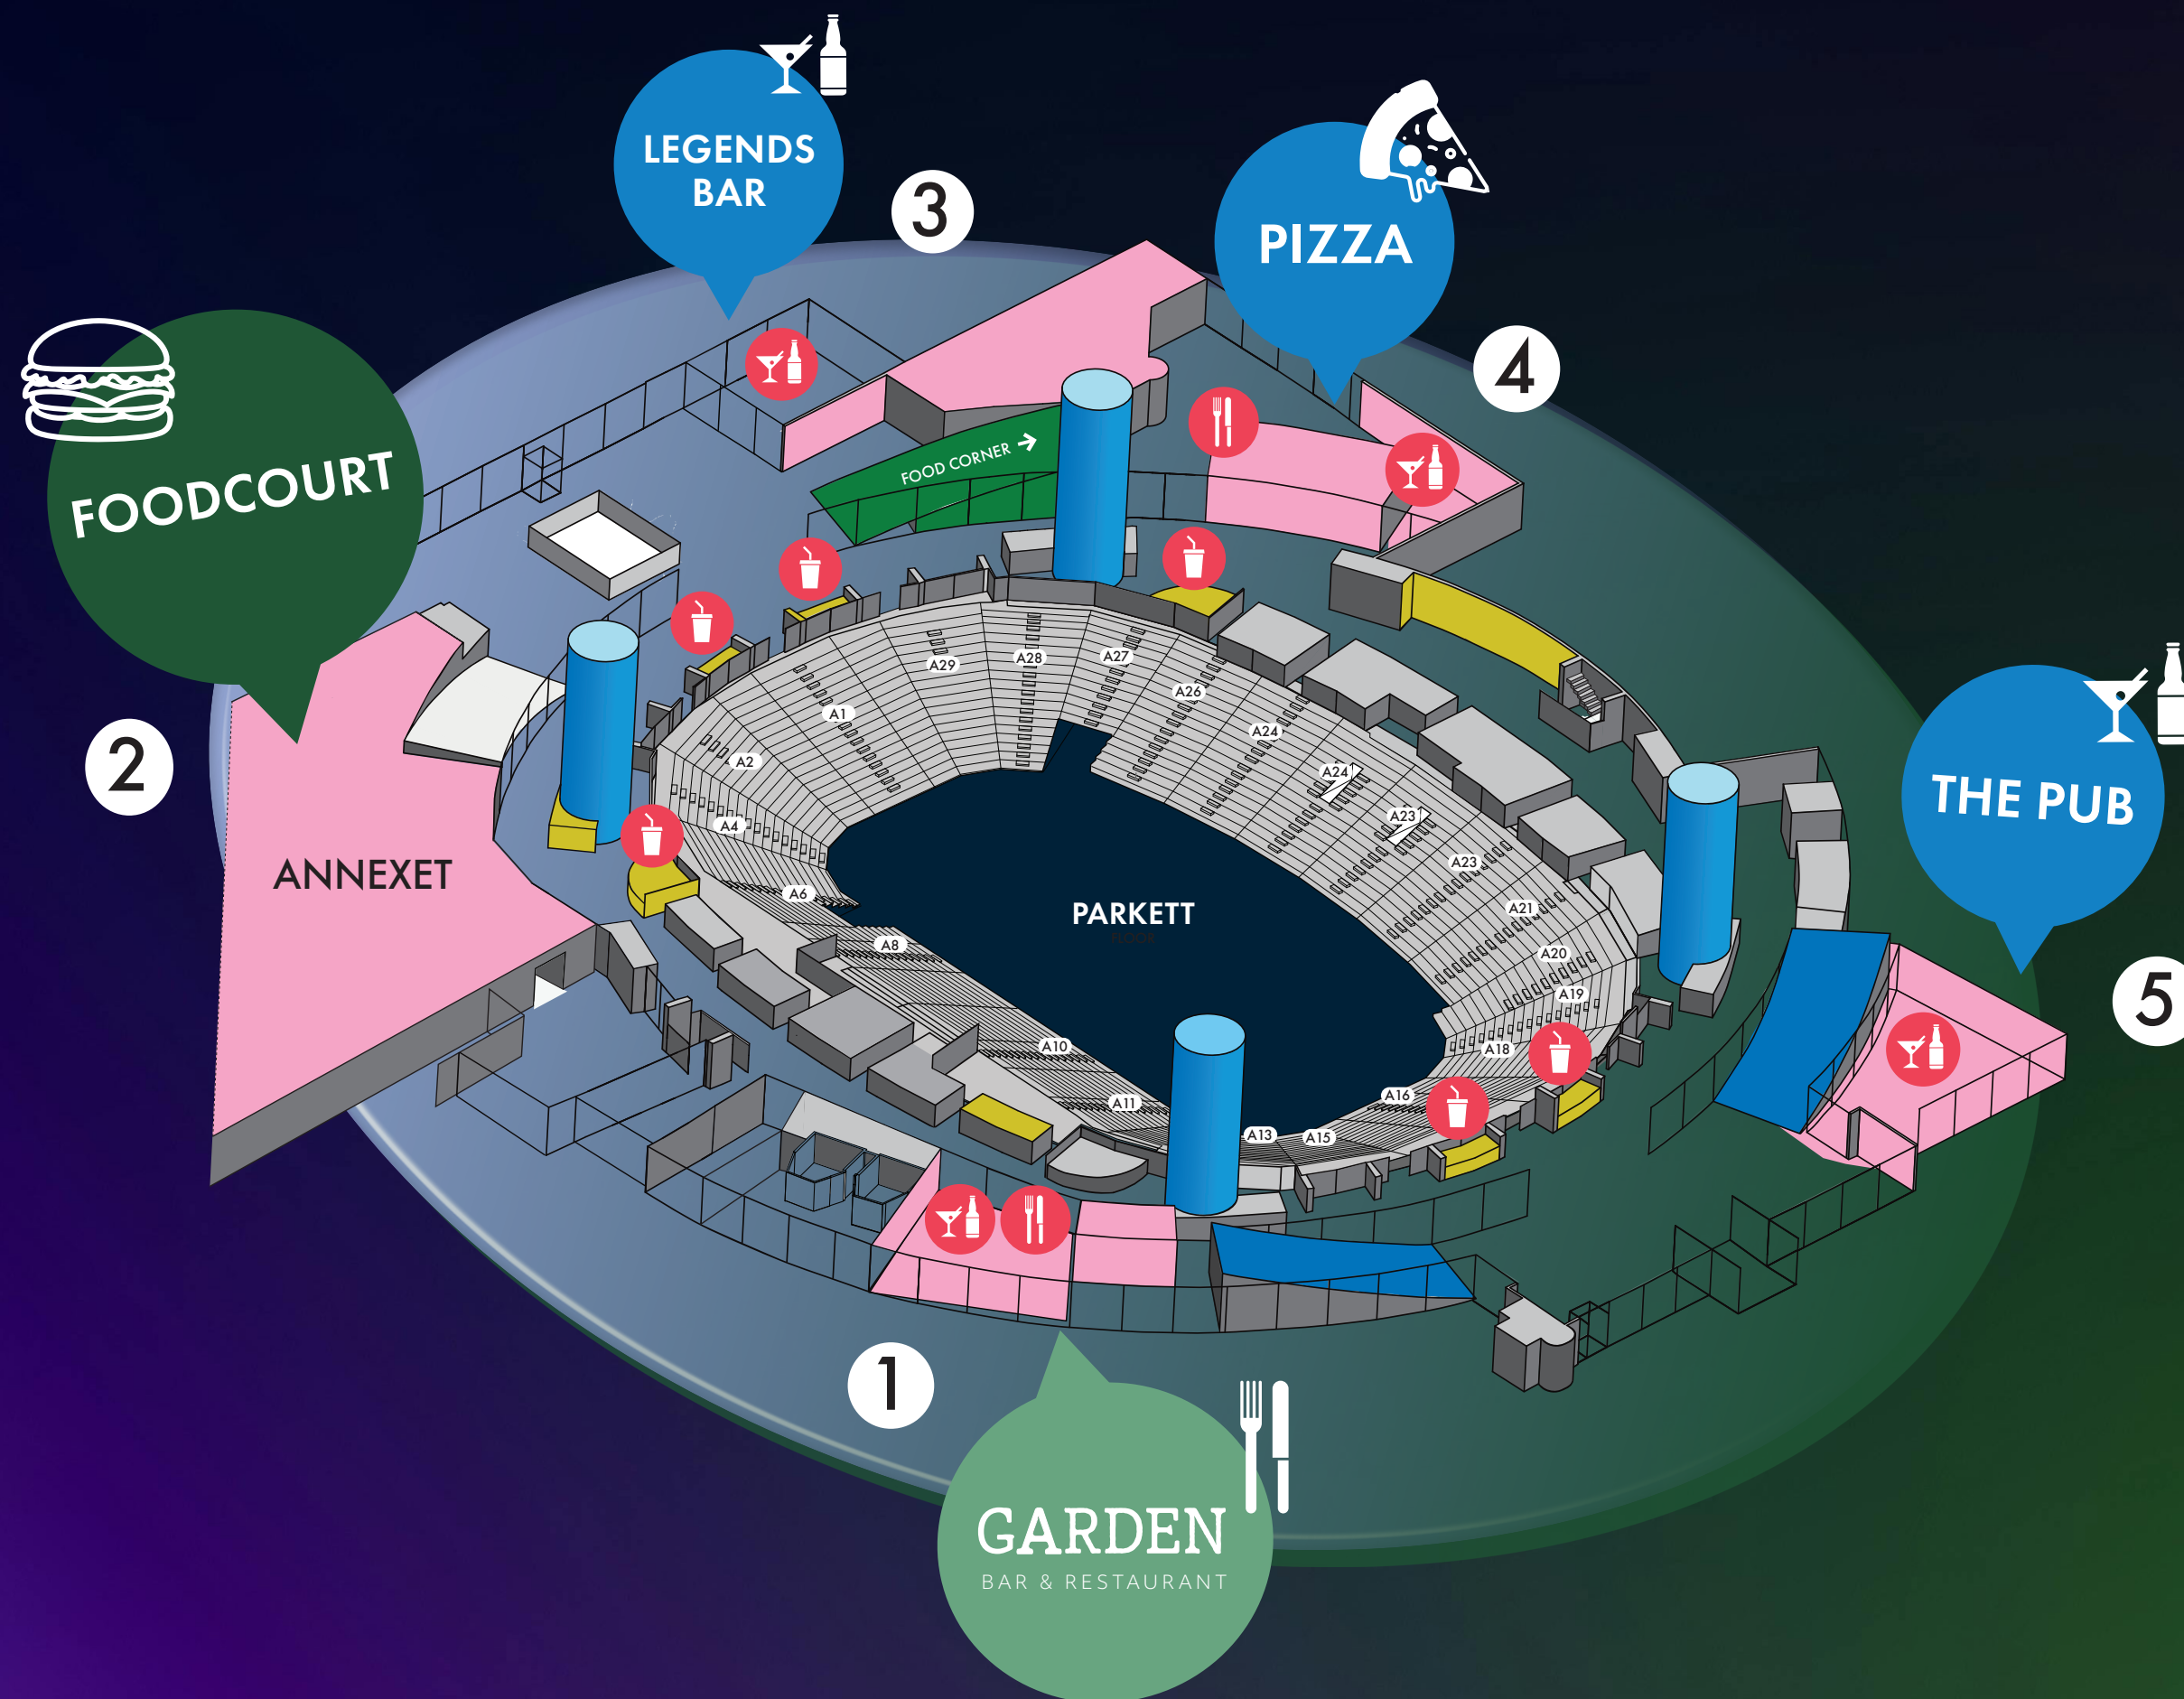 LEGENDS
BAR
3
PIZZA
4
FOODCOURT
FOOD CORNER
2
ANNEXET
THE PUB
5
A29
A28
A27
A26
A1
A24
A2
A24
A23
A4
A23
A6
A21
PARKETT
FLOOR
A8
A20
A19
A10
A18
A11
A16
A13
A15
1
GARDEN
BAR & RESTAURANT